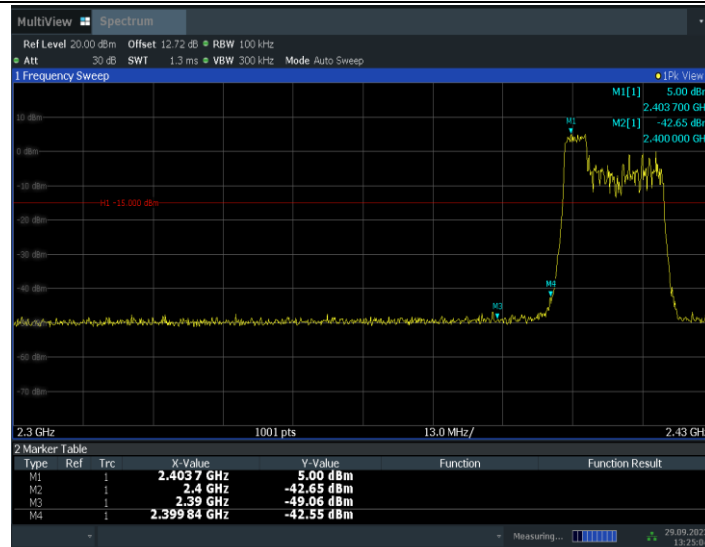 MultiView Spectrum
Ref Level 20.00 dBm Offset 12.72 dB RBW 100 kHz
Att 30 dB SWT 1.3 ms VBW 300 kHz Mode Auto Sweep
1 Frequency Sweep 1Pk View
M1[1] 5.00 dB
2.403 700 GH
M2[1] -42.65 dB
2.400 000 GH
M1
10 dBm
0 dBm
-10 dBm
H1 -15.000 dBm
-20 dBm
-30 dBm
-40 dBm
M4
M3
-60 dBm
-70 dBm
2.3 GHz 1001 pts 13.0 MHz/ 2.43 GH
2 Marker Table
Type Ref Trc X-Value Y-Value Function Function Result
M1 1 2.4037 GHz 5.00 dBm
M2 1 2.4 GHz -42.65 dBm
M3 1 2.39 GHz -49.06 dBm
M4 1 2.39984 GHz -42.55 dBm
Measuring... 29.09.202
13:25:0